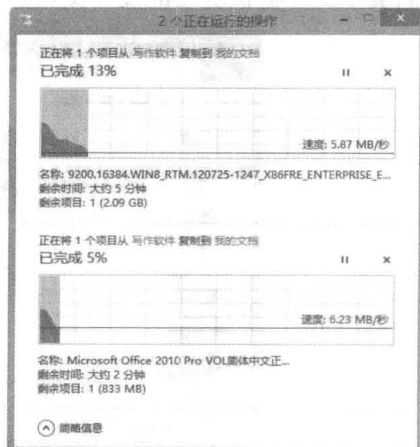 2 个正在运行的操作
正在将 1 个项目从 写作软件 复制到 我的文档
已完成 13%
速度: 5.87 MB/秒
名称: 9200.16384.WIN8_RTM.120725-1247_X86FRE_ENTERPRISE_E...
剩余时间: 大约 5 分钟
剩余项目: 1 (2.09 GB)
正在将 1 个项目从 写作软件 复制到 我的文档
已完成 5%
速度: 6.23 MB/秒
名称: Microsoft Office 2010 Pro VOL简体中文正...
剩余时间: 大约 2 分钟
剩余项目: 1 (833 MB)
简略信息